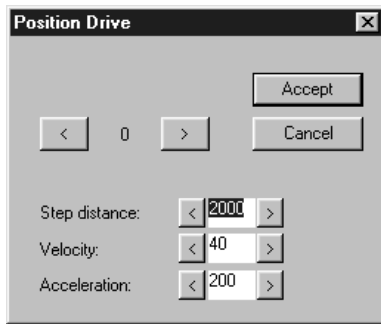 Position Drive
Accept
< 0 > Cancel
Step distance: < 2000 >
Velocity: < 40 >
Acceleration: < 200 >